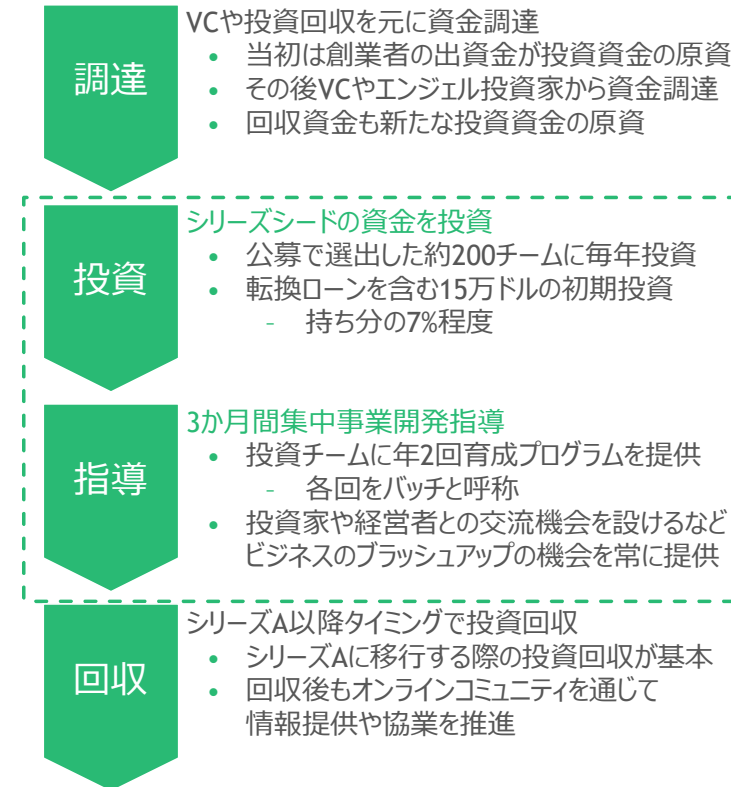 調達
VCや投資回収を元に資金調達
• 当初は創業者の出資金が投資資金の原資
• その後VCやエンジェル投資家から資金調達
• 回収資金も新たな投資資金の原資
投資
シリーズシードの資金を投資
• 公募で選出した約200チームに毎年投資
• 転換ローンを含む15万ドルの初期投資
- 持ち分の7%程度
指導
3か月間集中事業開発指導
• 投資チームに年2回育成プログラムを提供
- 各回をバッチと呼称
• 投資家や経営者との交流機会を設けるなど
ビジネスのブラッシュアップの機会を常に提供
回収
シリーズA以降タイミングで投資回収
• シリーズAに移行する際の投資回収が基本
• 回収後もオンラインコミュニティを通じて
情報提供や協業を推進